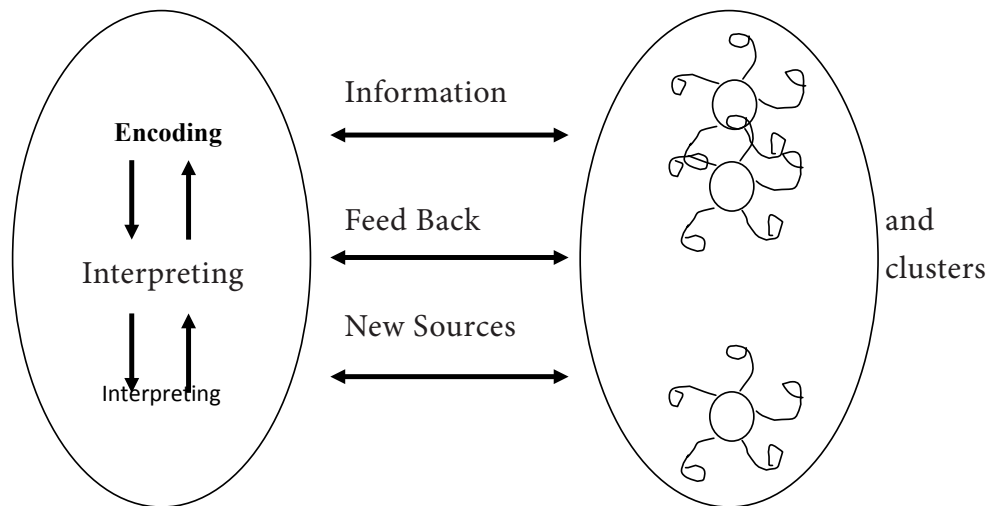 Encoding
Interpreting
Interpreting
Information
Feed Back
New Sources
and
clusters